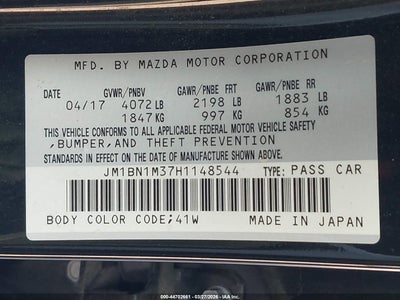 MFD. BY MAZDA MOTOR CORPORATION
DATE GVWR/PNBV GAWR/PNBE FRT GAWR/PNBE RR
04/17 4072 LB 2198 LB 1883 LB
1847 KG 997 KG 854 KG
THIS VEHICLE CONFORMS TO ALL APPLICABLE FEDERAL MOTOR VEHICLE SAFETY
,BUMPER,AND THEFT PREVENTION
STANDARDS IN EFFECT ON THE DATE OF MANUFACTURE SHOWN ABOVE.
JM1BN1M37H1148544 TYPE: PASS CAR
BODY COLOR CODE;41W MADE IN JAPAN
ID: 000-44702661 - 03/27/2026 - IAA Inc.